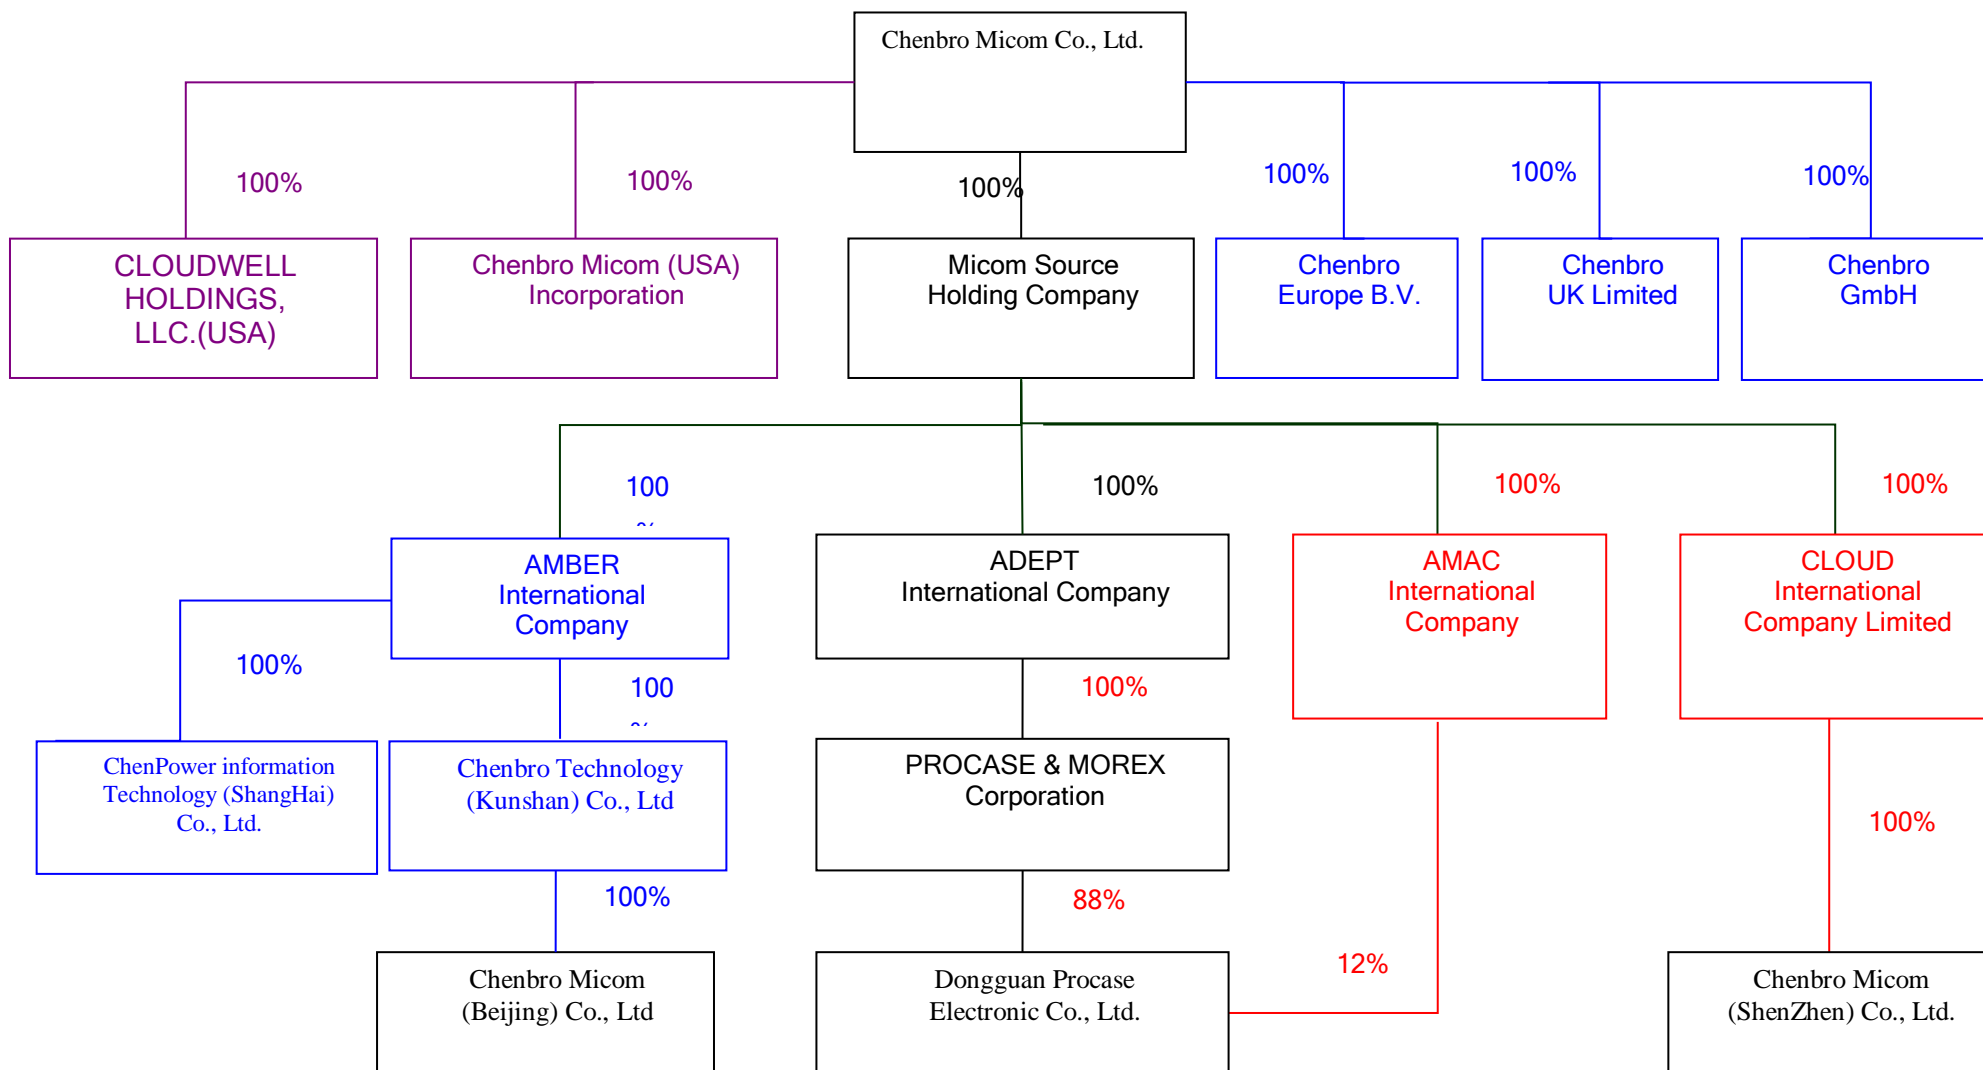 Chenbro Micom Co., Ltd.
100%
100%
100%
100%
100%
100%
CLOUDWELL
HOLDINGS,
LLC.(USA)
Chenbro Micom (USA)
Incorporation
Micom Source
Holding Company
Chenbro
Europe B.V.
Chenbro
UK Limited
Chenbro
GmbH
100
%
100%
100%
100%
AMBER
International
Company
ADEPT
International Company
AMAC
International
Company
CLOUD
International
Company Limited
100%
100
%
100%
ChenPower information
Technology (ShangHai)
Co., Ltd.
Chenbro Technology
(Kunshan) Co., Ltd
PROCASE & MOREX
Corporation
100%
100%
88%
12%
Chenbro Micom
(Beijing) Co., Ltd
Dongguan Procase
Electronic Co., Ltd.
Chenbro Micom
(ShenZhen) Co., Ltd.